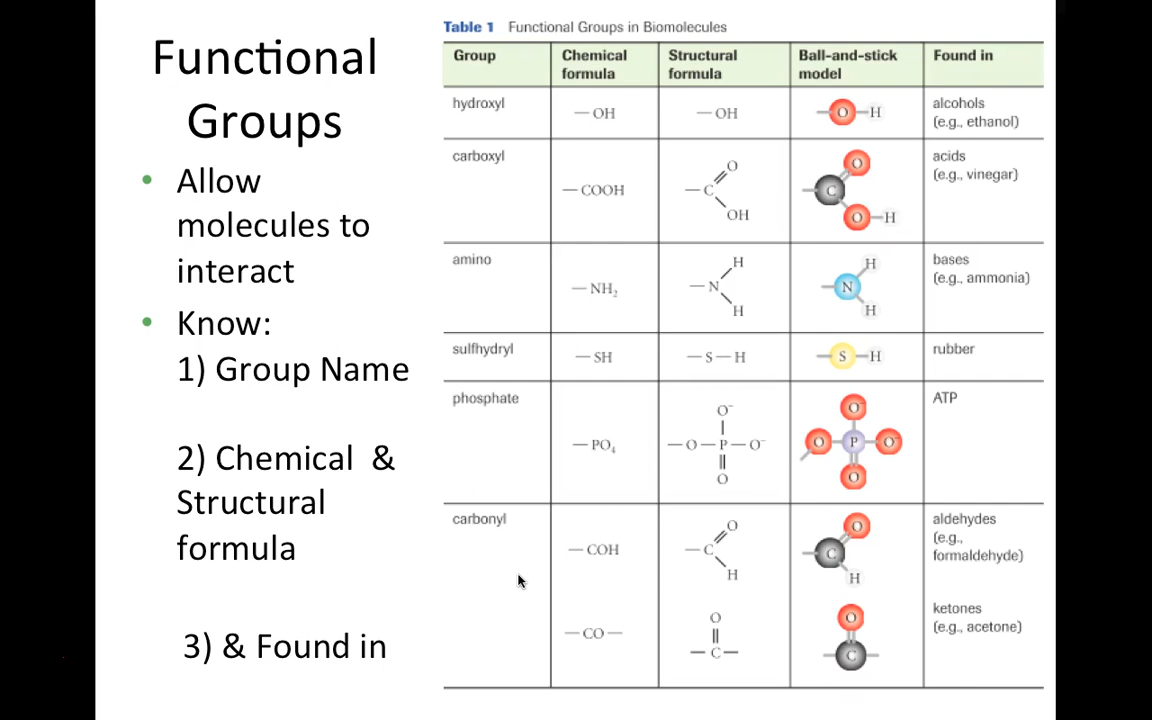 Functional
Groups
• Allow
molecules to
interact
• Know:
1) Group Name
2) Chemical &
Structural
formula
3) & Found in
Table 1 Functional Groups in Biomolecules
Group Chemical formula Structural formula Ball-and-stick model Found in
hydroxyl —OH —OH O H alcohols (e.g., ethanol)
carboxyl —COOH —C O OH C O O H acids (e.g., vinegar)
amino —NH₂ —N H H N H H bases (e.g., ammonia)
sulfhydryl —SH —S—H S H rubber
phosphate —PO₄ O⁻ —O—P—O⁻ O O⁻ O P O⁻ O ATP
carbonyl —COH —C O H C O H aldehydes (e.g., formaldehyde)
—CO— O —C— O C ketones (e.g., acetone)